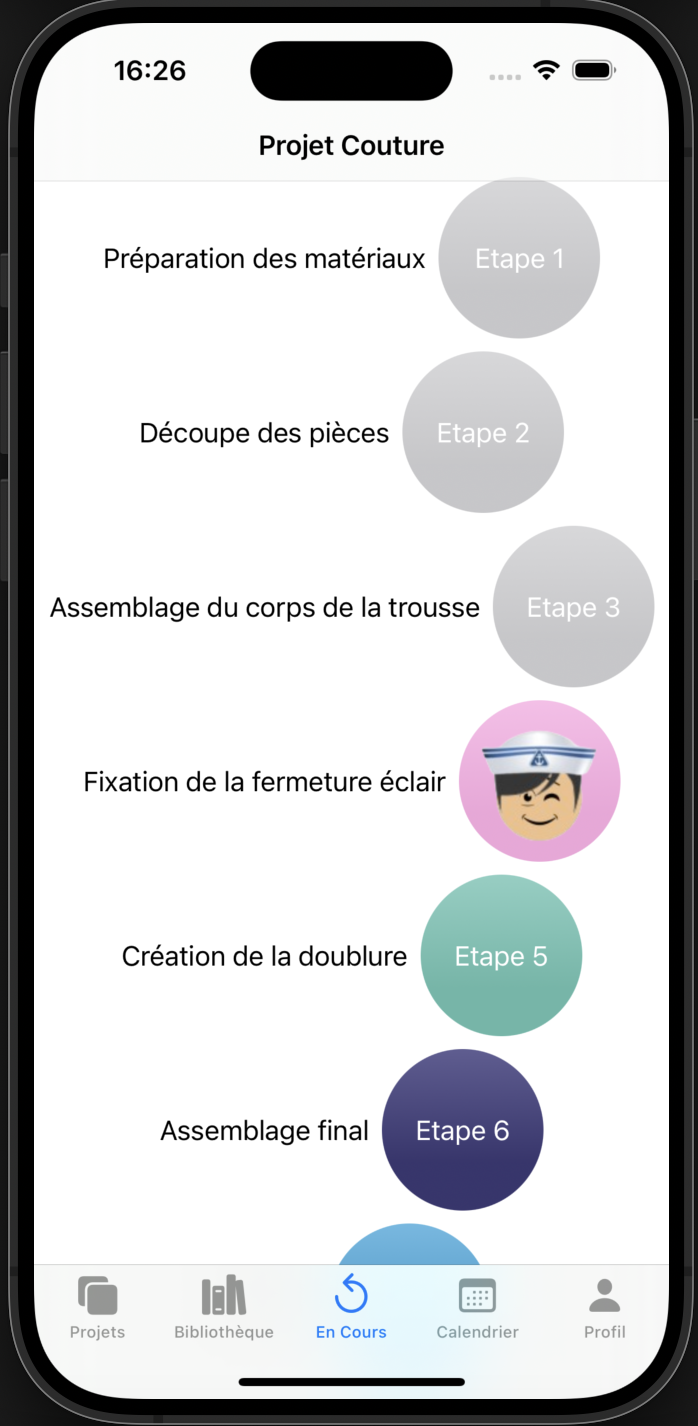 16:26
Projet Couture
Préparation des matériaux Etape 1
Découpe des pièces Etape 2
Assemblage du corps de la trousse Etape 3
Fixation de la fermeture éclair
Création de la doublure Etape 5
Assemblage final Etape 6
Projets Bibliothèque En Cours Calendrier Profil